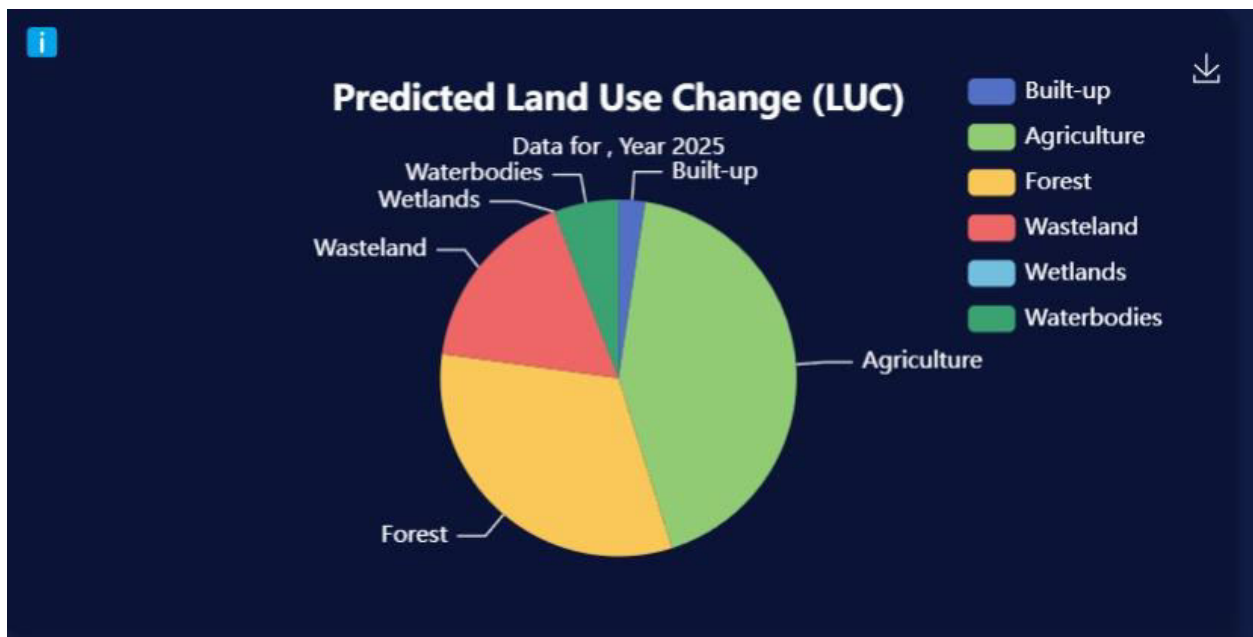 i
Predicted Land Use Change (LUC)
Data for , Year 2025
Built-up
Agriculture
Forest
Wasteland
Wetlands
Waterbodies
Waterbodies
Built-up
Wetlands
Wasteland
Agriculture
Forest